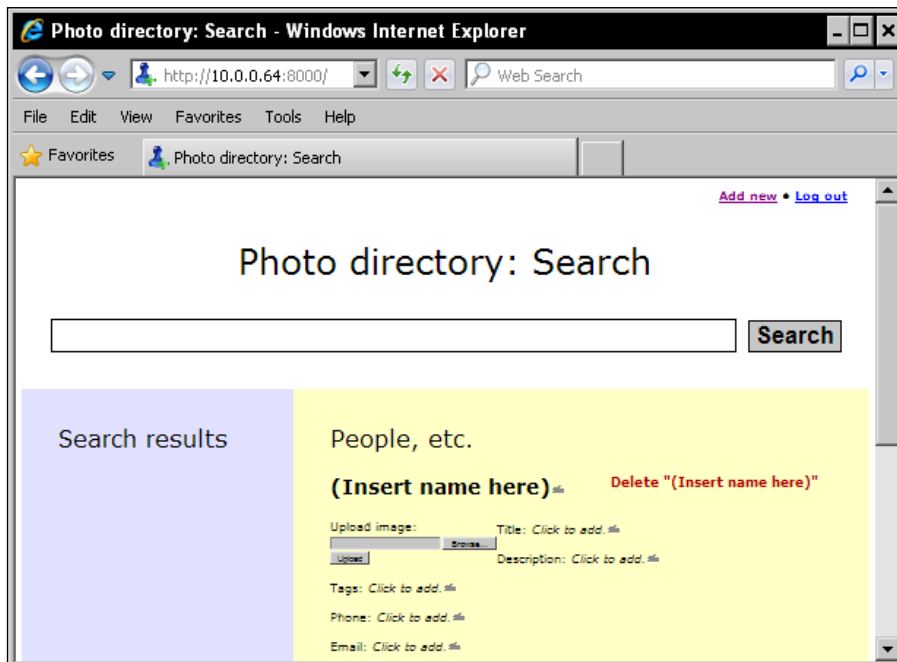 Photo directory: Search - Windows Internet Explorer
http://10.0.0.64:8000/
Web Search
File Edit View Favorites Tools Help
Favorites
Photo directory: Search
Add new • Log out
Photo directory: Search
Search
Search results
People, etc.
(Insert name here)
Delete "(Insert name here)"
Upload image:
Browse...
Upload
Title: Click to add.
Description: Click to add.
Tags: Click to add.
Phone: Click to add.
Email: Click to add.